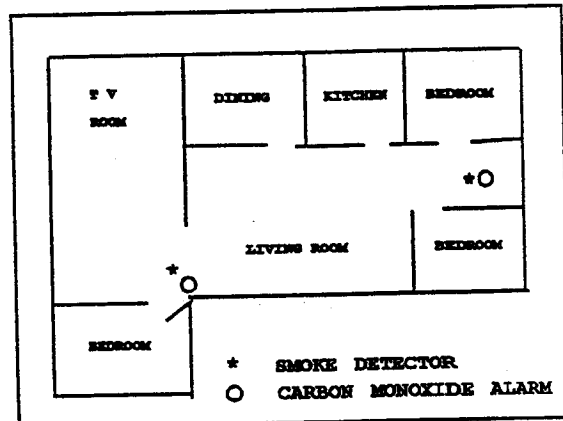 T V
ROOM
DINING
KITCHEN
BEDROOM
* O
LIVING ROOM
BEDROOM
* O
BEDROOM
* SMOKE DETECTOR
O CARBON MONOXIDE ALARM